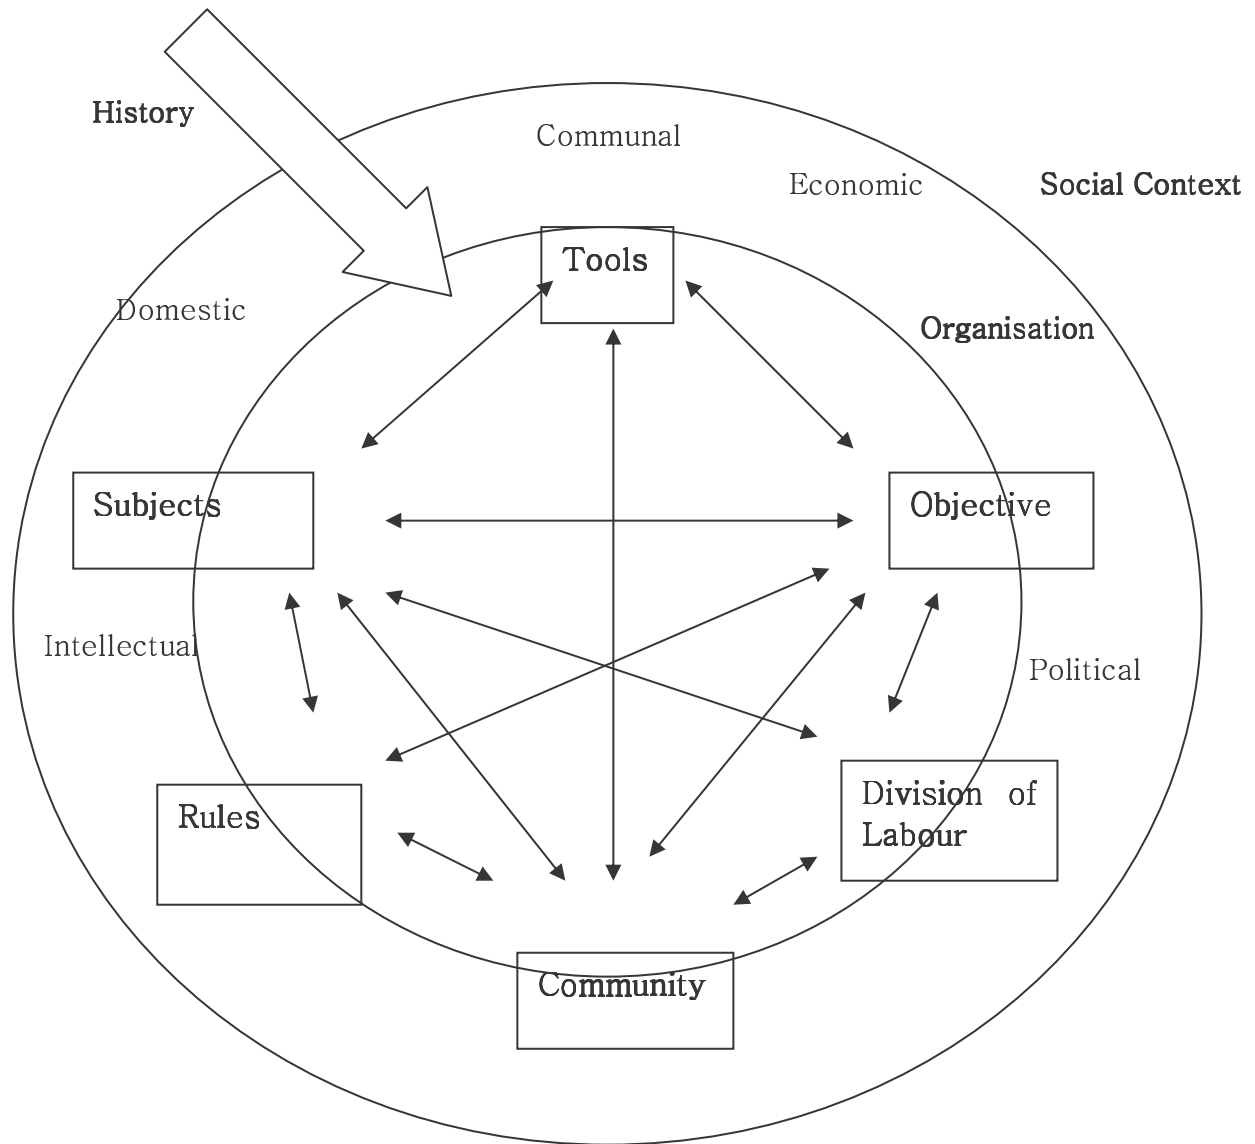 History
Communal
Economic
Social Context
Tools
Domestic
Organisation
Subjects
Objective
Intellectual
Political
Rules
Division of
Labour
Community